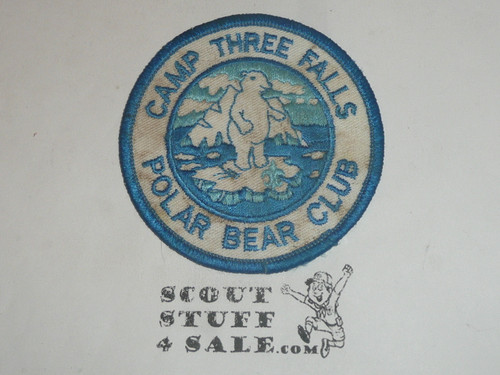 CAMP THREE FALLS
POLAR BEAR CLUB
SCOUT
STUFF
4 SALE.COM